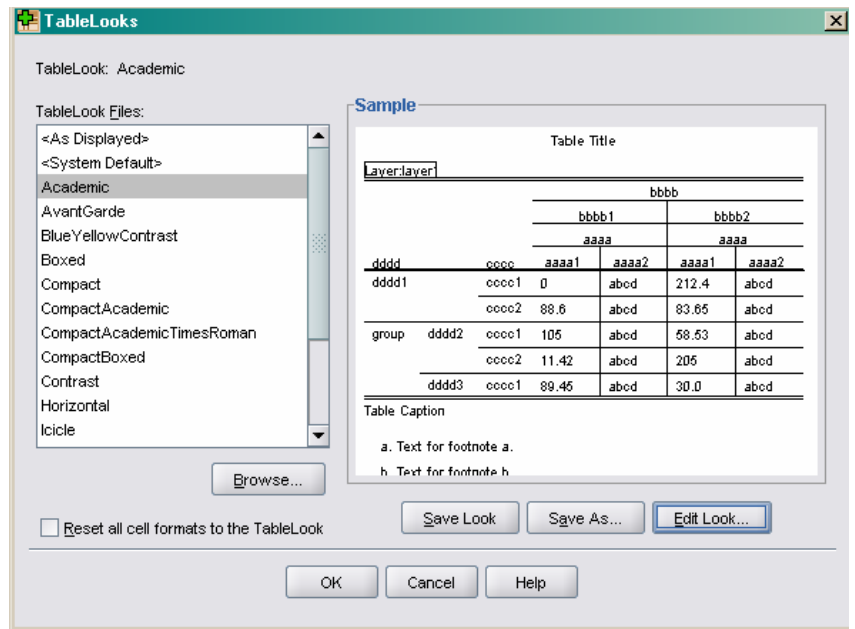 TableLooks
TableLook: Academic
TableLook Files:
<As Displayed>
<System Default>
Academic
AvantGarde
BlueYellowContrast
Boxed
Compact
CompactAcademic
CompactAcademicTimesRoman
CompactBoxed
Contrast
Horizontal
Icicle
Browse...
Reset all cell formats to the TableLook
Sample
Table Title
Layer:layer1
bbbb
bbbb1 bbbb2
aaaa aaaa
dddd cccc aaaa1 aaaa2 aaaa1 aaaa2
dddd1 cccc1 0 abcd 212.4 abcd
cccc2 88.6 abcd 83.65 abcd
group dddd2 cccc1 105 abcd 58.53 abcd
cccc2 11.42 abcd 205 abcd
dddd3 cccc1 89.45 abcd 30.0 abcd
Table Caption
a. Text for footnote a.
b. Text for footnote b.
Save Look Save As... Edit Look...
OK Cancel Help